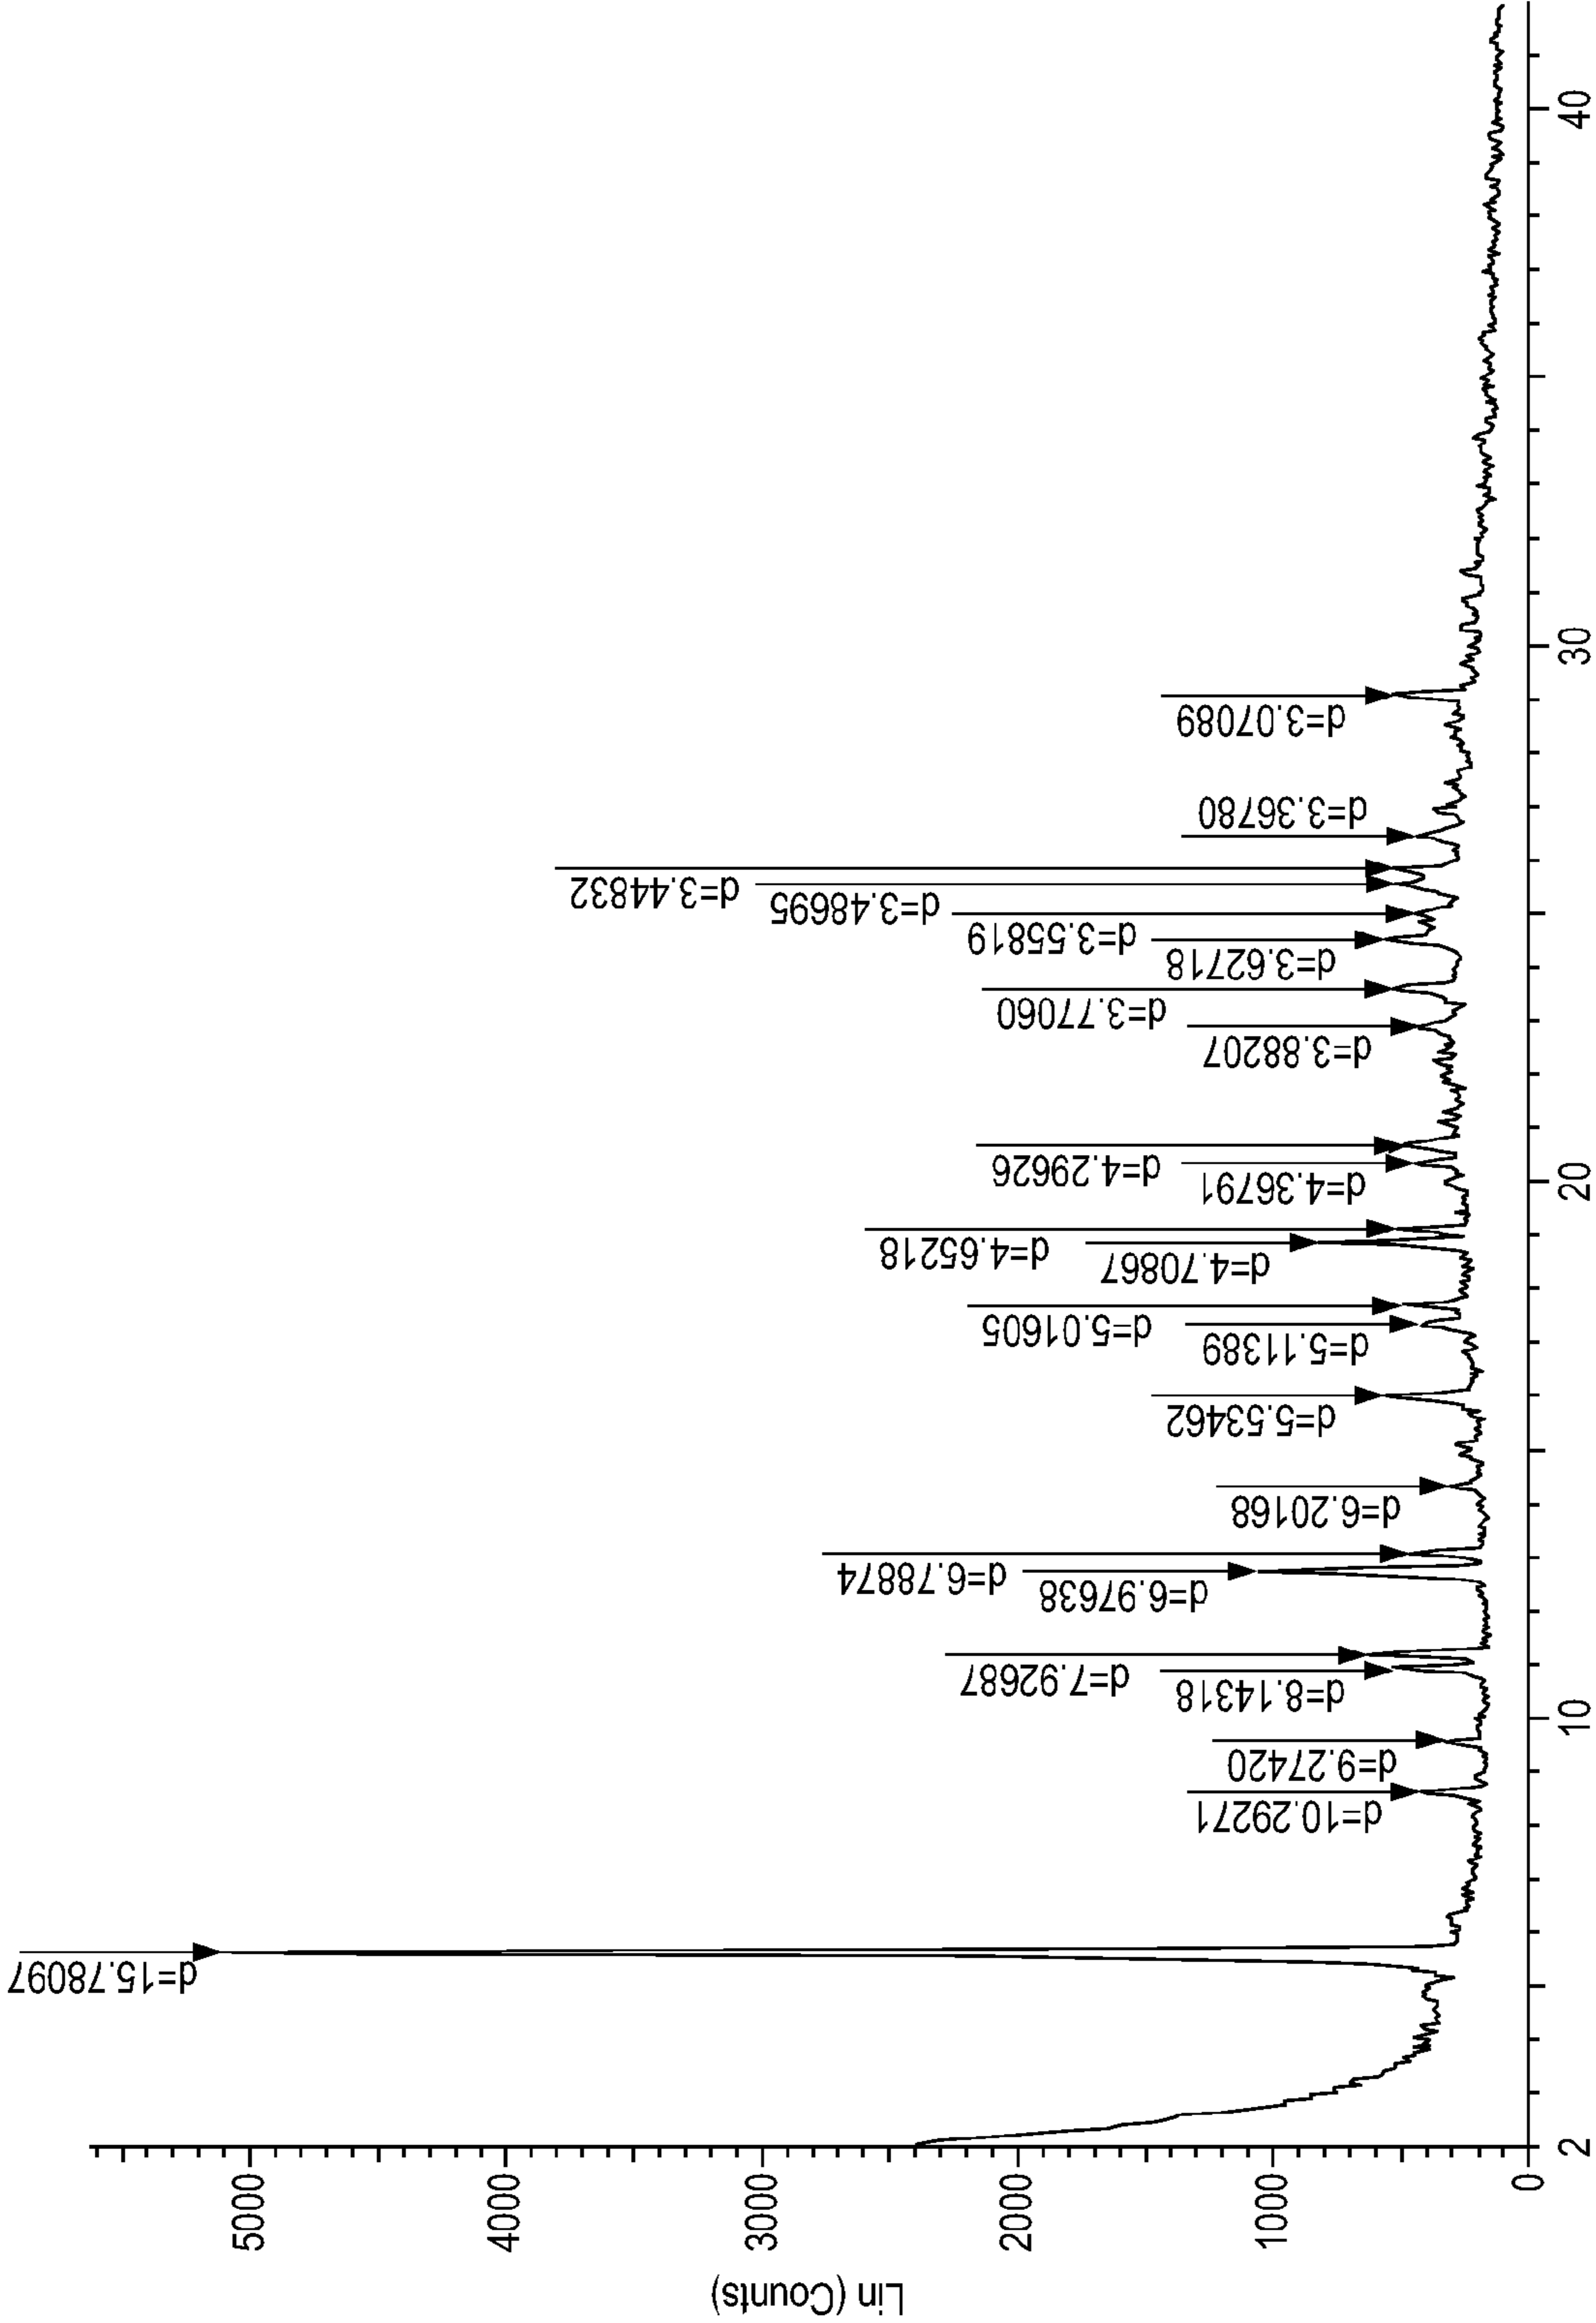 Lin (Counts)
5000
4000
3000
2000
1000
0
d=15.78097
d=10.29271
d=9.27420
d=8.14318
d=7.92687
d=6.97638
d=6.78874
d=6.20168
d=5.53462
d=5.11389
d=5.01605
d=4.70867
d=4.65218
d=4.36791
d=4.29626
d=3.88207
d=3.77060
d=3.62718
d=3.55819
d=3.48695
d=3.44832
d=3.36780
d=3.07089
2
10
20
30
40